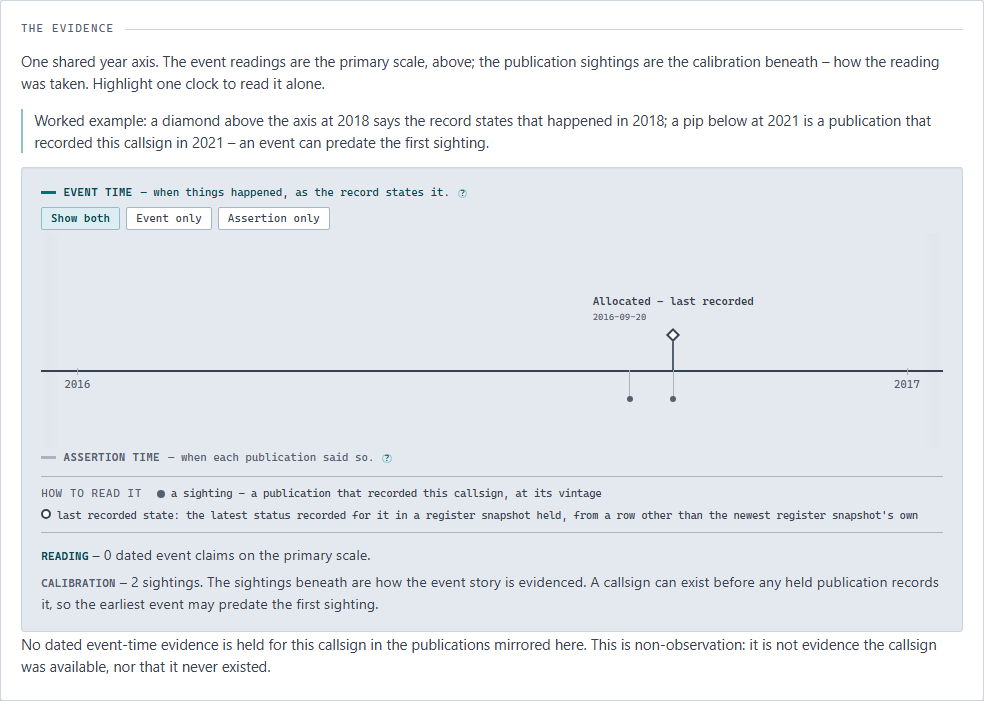 THE EVIDENCE
One shared year axis. The event readings are the primary scale, above; the publication sightings are the calibration beneath – how the reading
was taken. Highlight one clock to read it alone.
Worked example: a diamond above the axis at 2018 says the record states that happened in 2018; a pip below at 2021 is a publication that
recorded this callsign in 2021 – an event can predate the first sighting.
EVENT TIME – when things happened, as the record states it. ?
Show both Event only Assertion only
Allocated – last recorded
2016-09-20
2016 2017
ASSERTION TIME – when each publication said so. ?
HOW TO READ IT a sighting – a publication that recorded this callsign, at its vintage
last recorded state: the latest status recorded for it in a register snapshot held, from a row other than the newest register snapshot's own
READING – 0 dated event claims on the primary scale.
CALIBRATION – 2 sightings. The sightings beneath are how the event story is evidenced. A callsign can exist before any held publication records
it, so the earliest event may predate the first sighting.
No dated event-time evidence is held for this callsign in the publications mirrored here. This is non-observation: it is not evidence the callsign
was available, nor that it never existed.